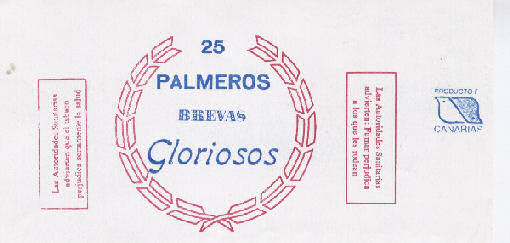 Las Autoridades Sanitarias
advierten que el tabaco
perjudica seriamente la salud
25
PALMEROS
BREVAS
Gloriosos
Las Autoridades Sanitarias
advierten: Fumar perjudica
a los que les rodean
PRODUCTO
CANARIAS